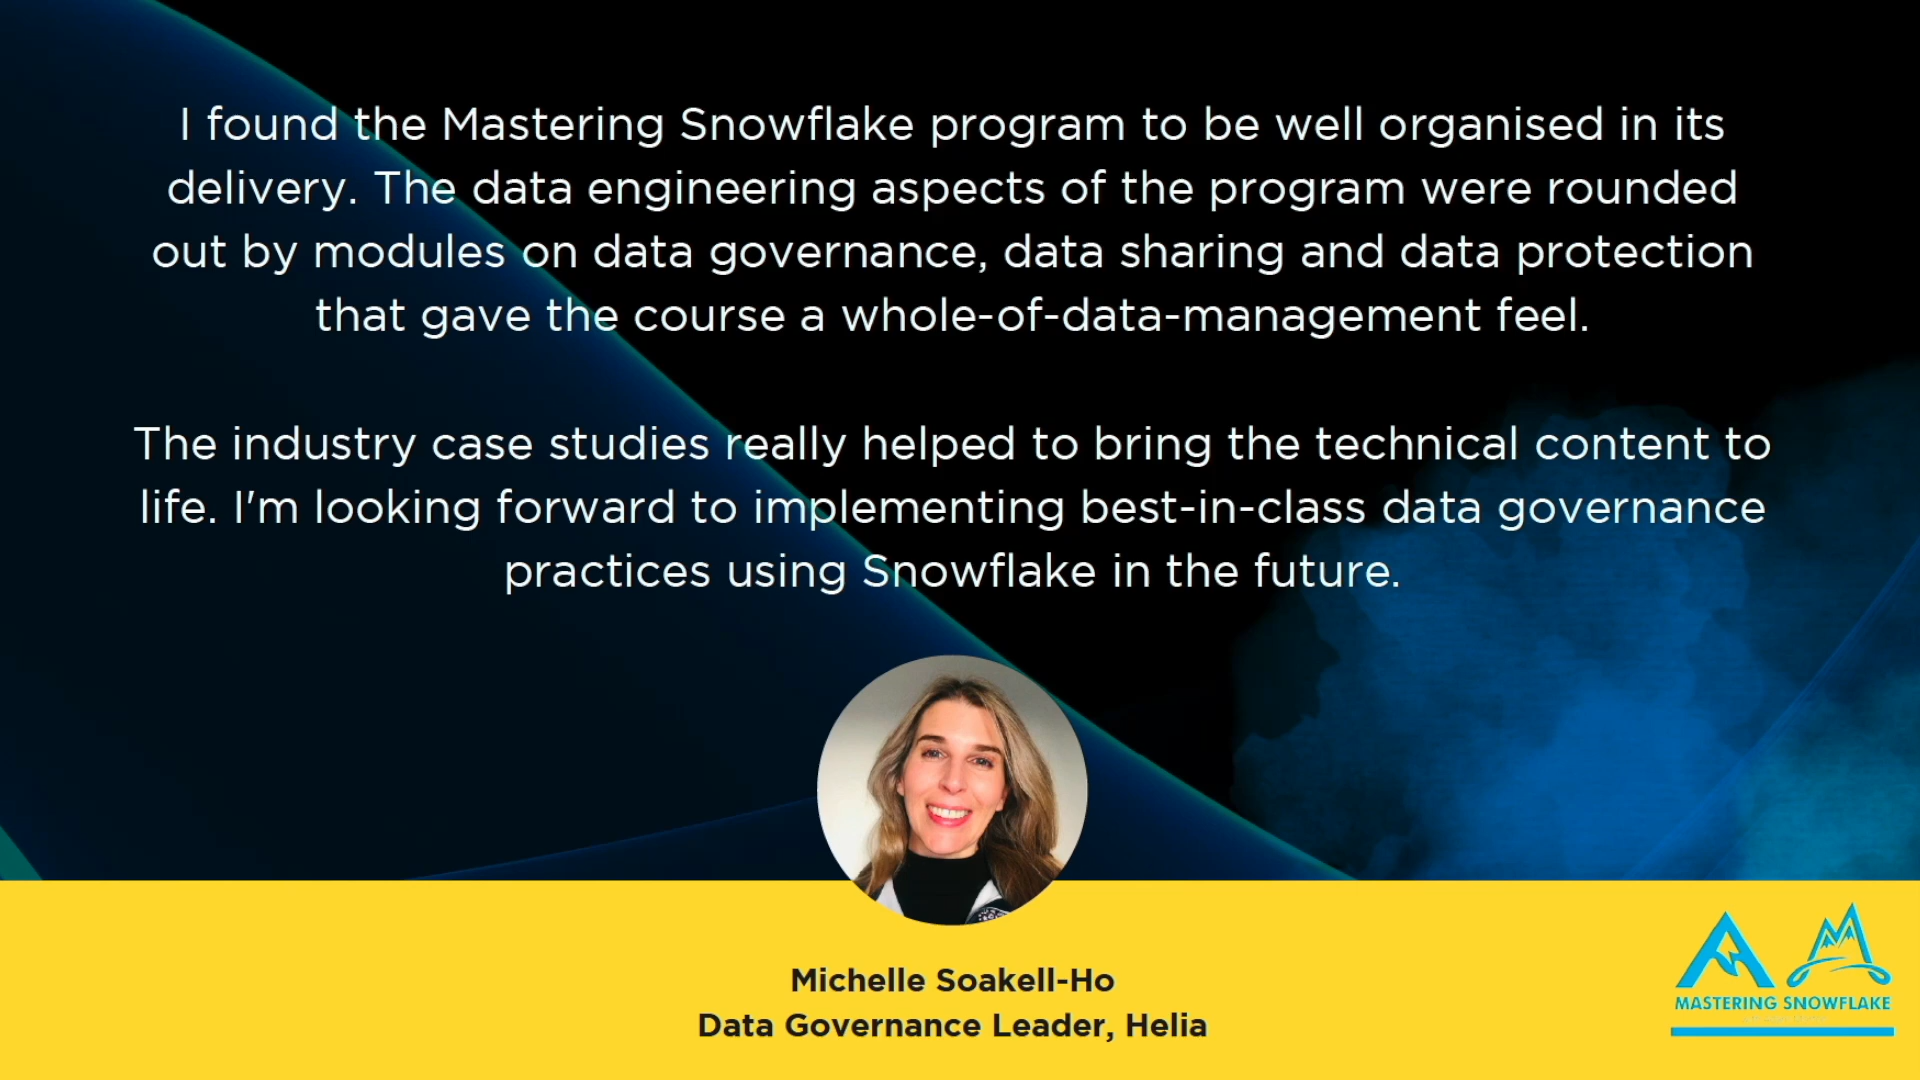 I found the Mastering Snowflake program to be well organised in its
delivery. The data engineering aspects of the program were rounded
out by modules on data governance, data sharing and data protection
that gave the course a whole-of-data-management feel.
The industry case studies really helped to bring the technical content to
life. I'm looking forward to implementing best-in-class data governance
practices using Snowflake in the future.
Michelle Soakell-Ho
Data Governance Leader, Helia
MASTERING SNOWFLAKE